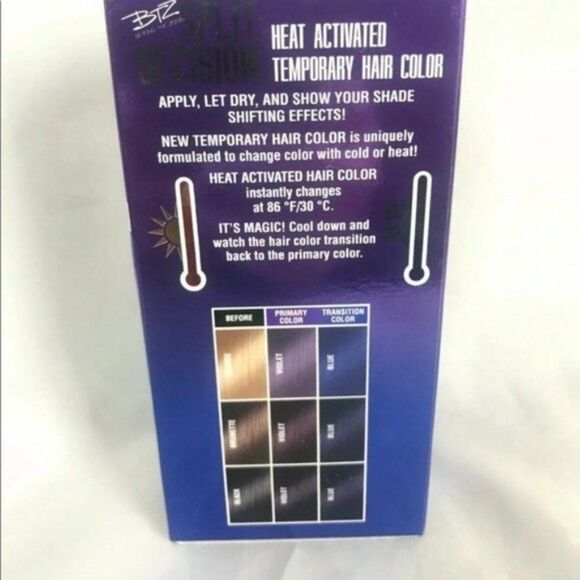 BTZ
SPLIT
DECISION
HEAT ACTIVATED
TEMPORARY HAIR COLOR
APPLY, LET DRY, AND SHOW YOUR SHADE
SHIFTING EFFECTS!
NEW TEMPORARY HAIR COLOR is uniquely
formulated to change color with cold or heat!
HEAT ACTIVATED HAIR COLOR
instantly changes
at 86 °F/30 °C.
IT'S MAGIC! Cool down and
watch the hair color transition
back to the primary color.
BEFORE
PRIMARY
COLOR
TRANSITION
COLOR
BLONDE
VIOLET
BLUE
BRUNETTE
VIOLET
BLUE
BLACK
VIOLET
BLUE